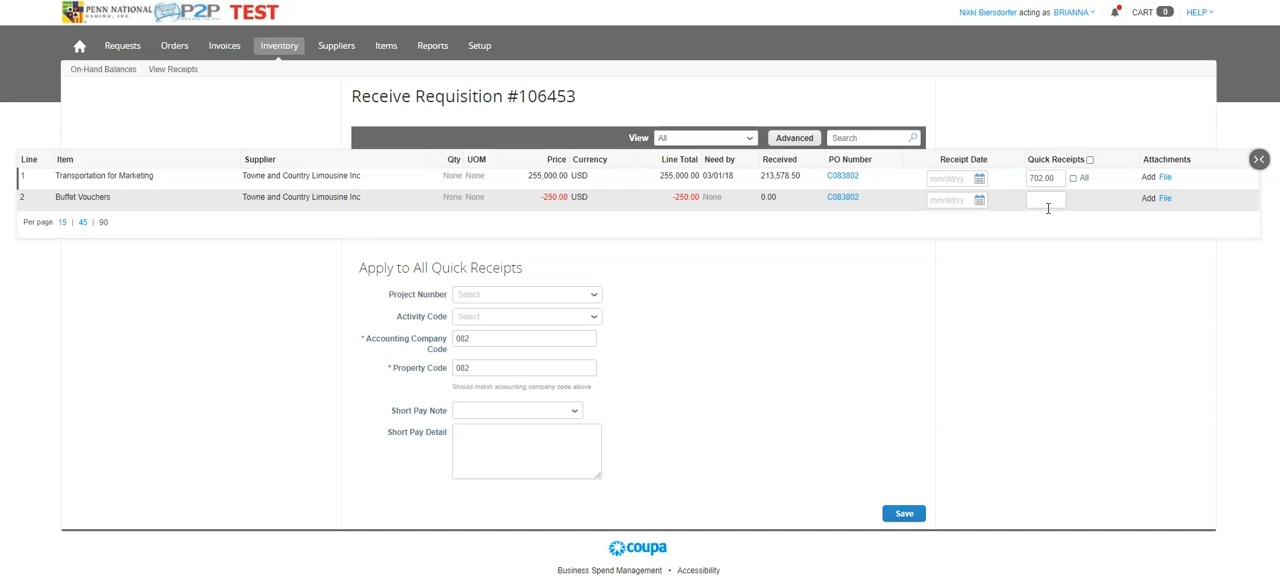 PENN NATIONAL GAMING, INC. P2P TEST
Nikki Biersdorfer acting as BRIANNA CART 0 HELP
Requests Orders Invoices Inventory Suppliers Items Reports Setup
On-Hand Balances View Receipts
Receive Requisition #106453
View All Advanced Search
Line Item Supplier Qty UOM Price Currency Line Total Need by Received PO Number Receipt Date Quick Receipts Attachments
1 Transportation for Marketing Towne and Country Limousine Inc None None 255,000.00 USD 255,000.00 03/01/18 213,578.50 C083802 mm/dd/yy 702.00 All Add File
2 Buffet Vouchers Towne and Country Limousine Inc None None -250.00 USD -250.00 None 0.00 C083802 mm/dd/yy Add File
Per page 15 | 45 | 90
Apply to All Quick Receipts
Project Number Select
Activity Code Select
* Accounting Company Code 082
* Property Code 082
Should match accounting company code above
Short Pay Note
Short Pay Detail
Save
coupa
Business Spend Management • Accessibility